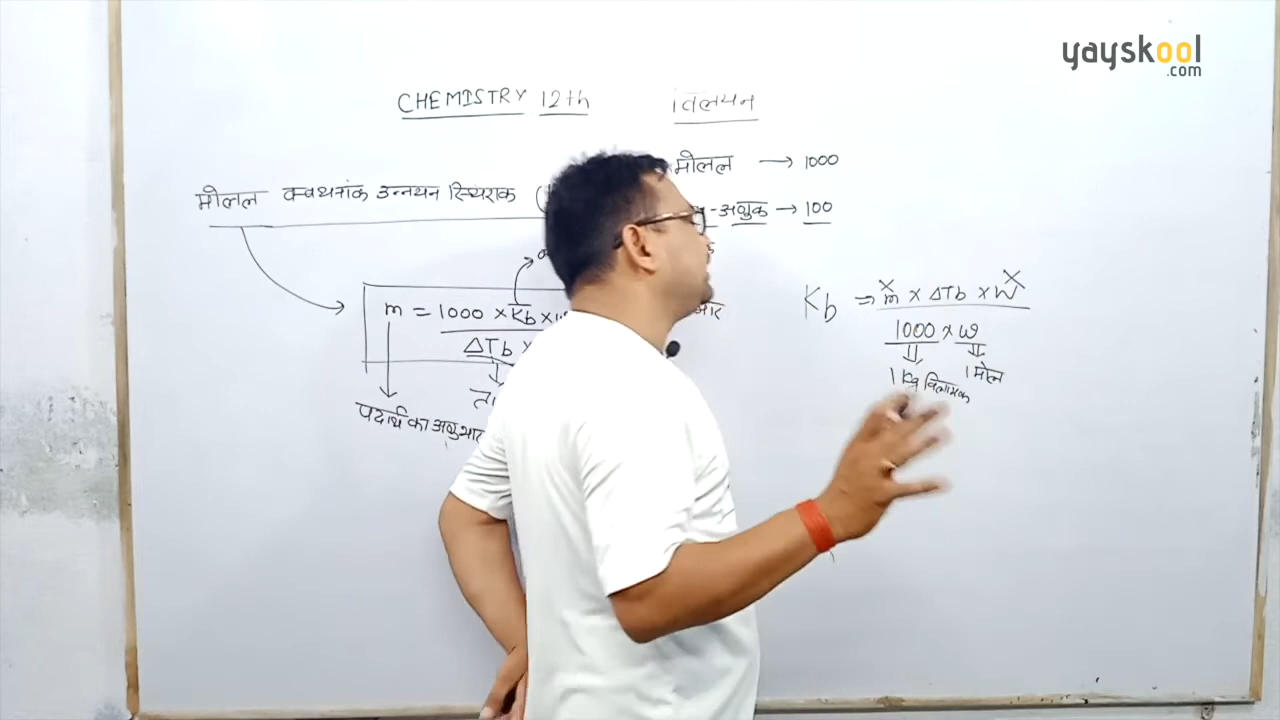 yayskool
.com
CHEMISTRY 12th विलयन
मोलल → 1000
मोलल क्वथनांक उन्नयन स्थिरांक (
-अणुक → 100
m = 1000 × Kb ×
ΔTb ×
पदार्थ का अणुभार
Kb ⇒ m × ΔTb × W
1000 × w
1 kg विलायक
1 मोल